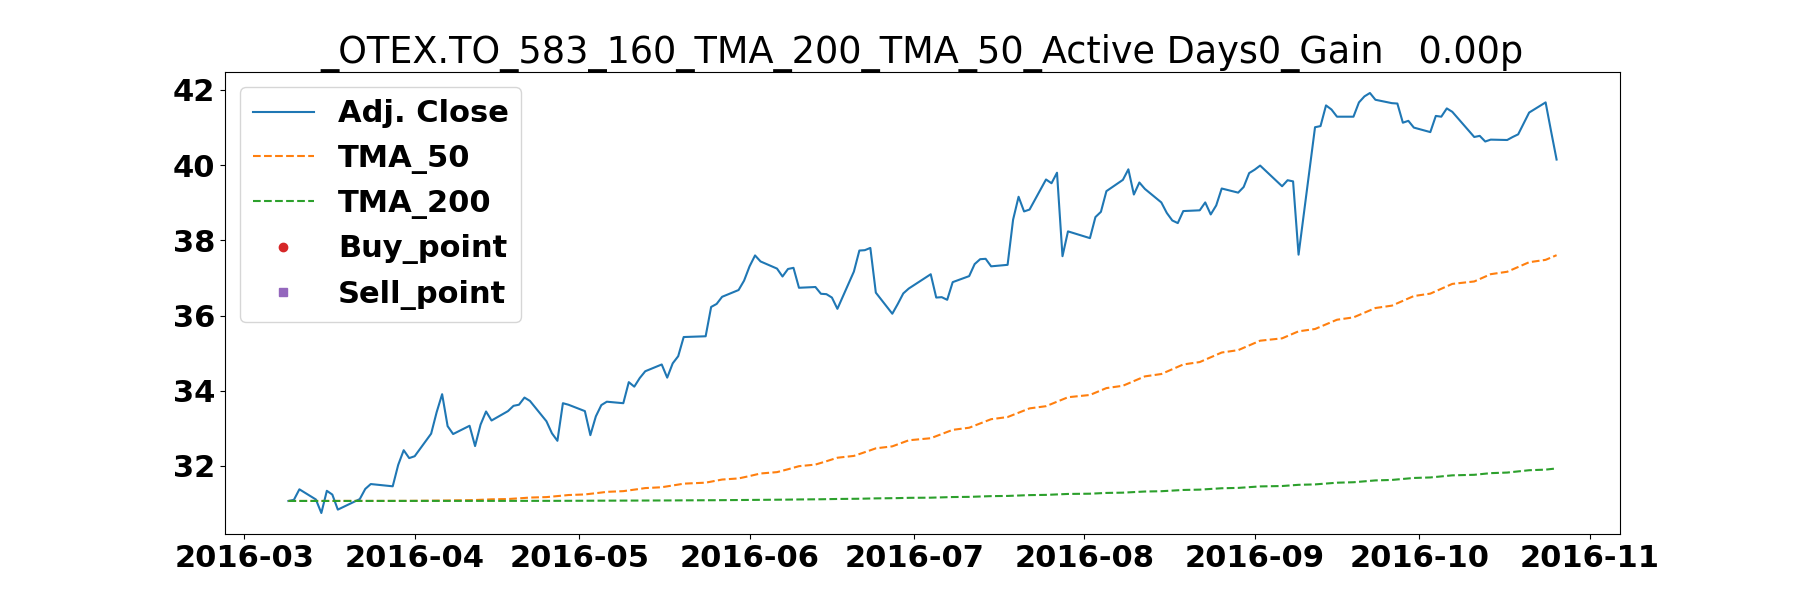 _OTEX.TO_583_160_TMA_200_TMA_50_Active Days0_Gain   0.00p
42
40
38
36
34
32
Adj. Close
TMA_50
TMA_200
Buy_point
Sell_point
2016-03 2016-04 2016-05 2016-06 2016-07 2016-08 2016-09 2016-10 2016-11